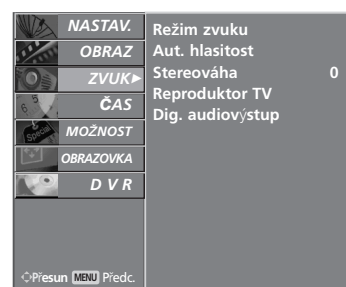 NASTAV.
OBRAZ
ZVUK
ČAS
Special
MOŽNOST
OBRAZOVKA
D V R
Režim zvuku
Aut. hlasitost
Stereováha 0
Reproduktor TV
Dig. audiovýstup
Přesun MENU Předc.